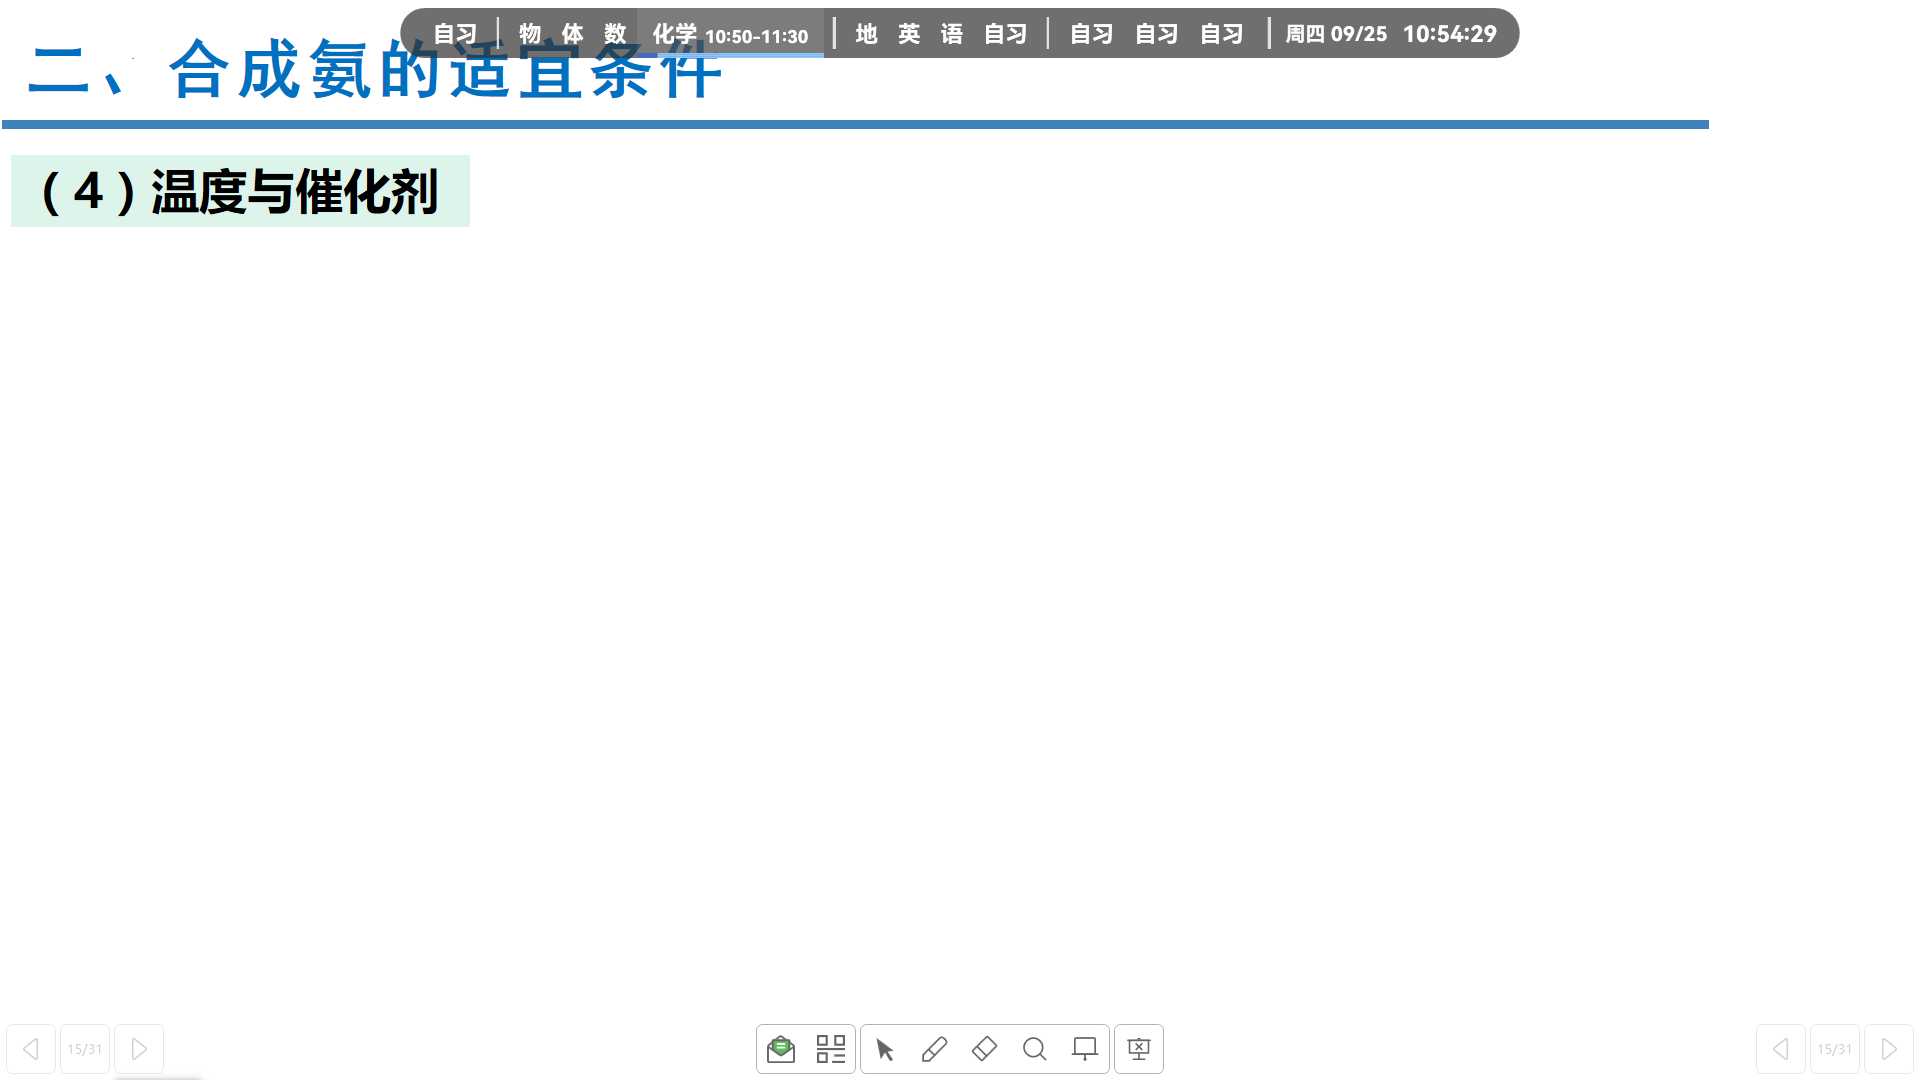 自习 物 体 数 化学 10:50-11:30 地 英 语 自习 自习 自习 自习 周四 09/25 10:54:29
二、合成氨的适宜条件
（4）温度与催化剂
15/31 15/31